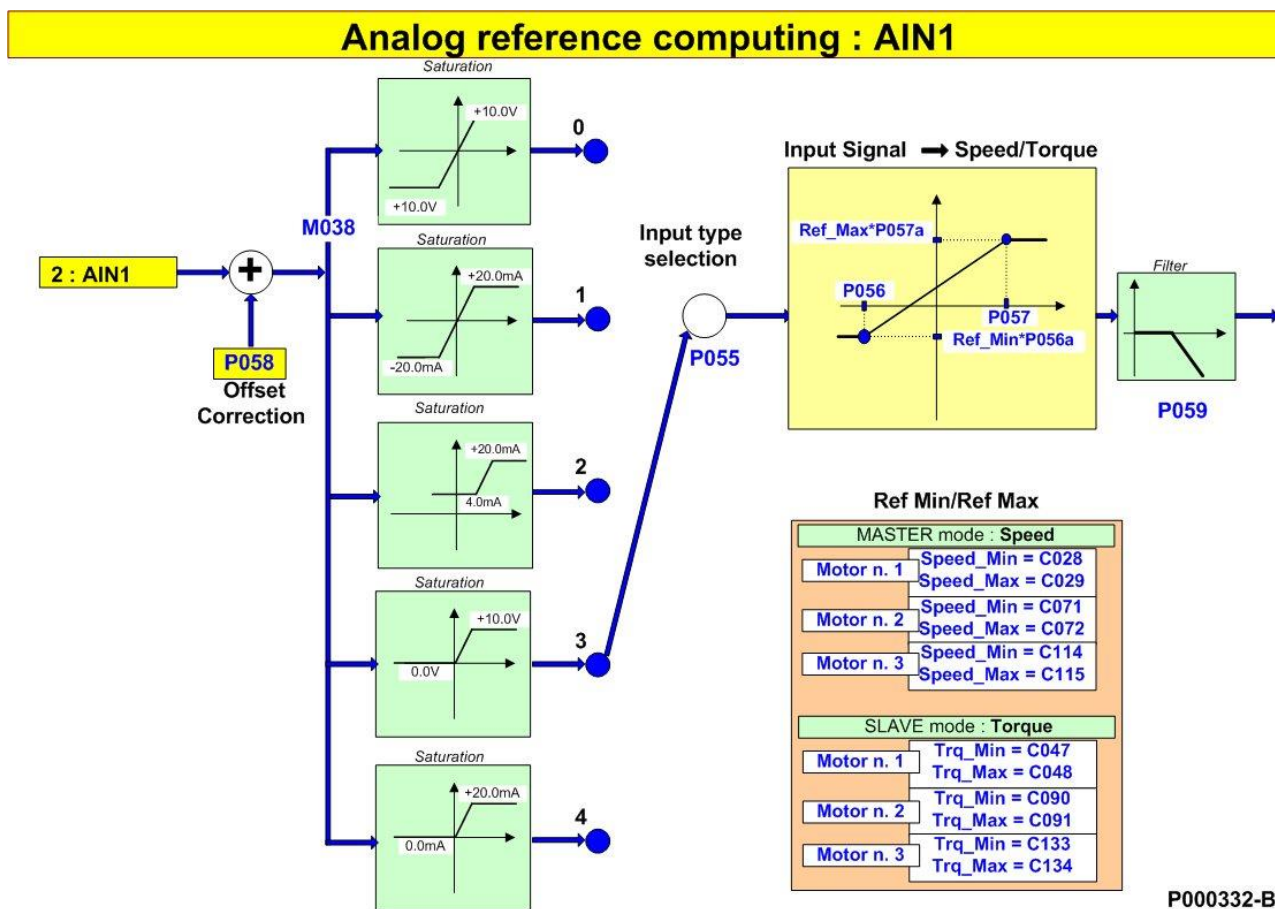 Analog reference computing : AIN1
Saturation
+10.0V
+10.0V
0
M038
2 : AIN1
+
P058
Offset
Correction
Saturation
+20.0mA
-20.0mA
1
Saturation
+20.0mA
4.0mA
2
Saturation
+10.0V
0.0V
3
Saturation
+20.0mA
0.0mA
4
Input type
selection
P055
Input Signal Speed/Torque
Ref_Max*P057a
P056
P057
Ref_Min*P056a
Filter
P059
Ref Min/Ref Max
MASTER mode : Speed
Motor n. 1
Speed_Min = C028
Speed_Max = C029
Motor n. 2
Speed_Min = C071
Speed_Max = C072
Motor n. 3
Speed_Min = C114
Speed_Max = C115
SLAVE mode : Torque
Motor n. 1
Trq_Min = C047
Trq_Max = C048
Motor n. 2
Trq_Min = C090
Trq_Max = C091
Motor n. 3
Trq_Min = C133
Trq_Max = C134
P000332-B